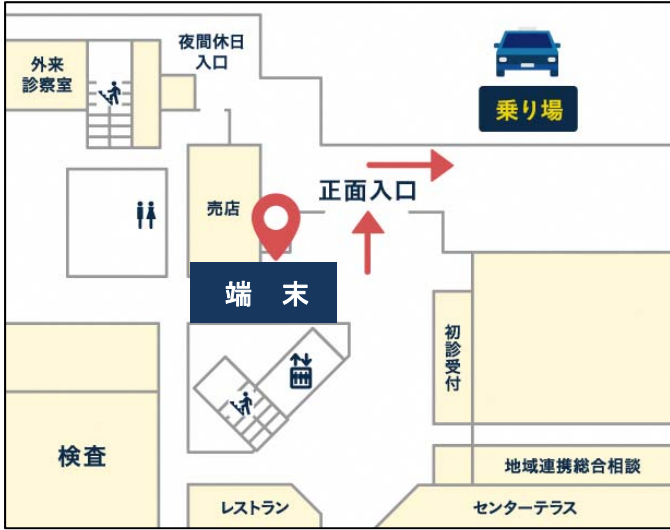 外来
診察室
夜間休日
入口
乗り場
正面入口
売店
端　末
初診受付
検査
地域連携総合相談
レストラン
センターテラス